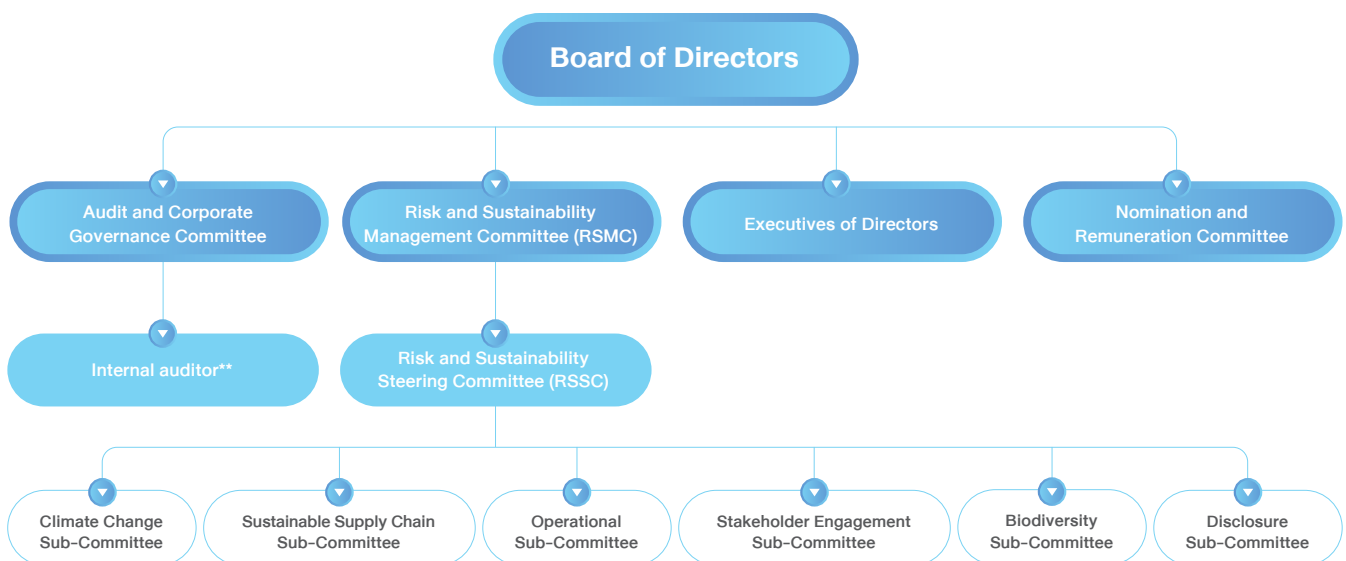 Board of Directors
Audit and Corporate
Governance Committee
Risk and Sustainability
Management Committee (RSMC)
Executives of Directors
Nomination and
Remuneration Committee
Internal auditor**
Risk and Sustainability
Steering Committee (RSSC)
Climate Change
Sub-Committee
Sustainable Supply Chain
Sub-Committee
Operational
Sub-Committee
Stakeholder Engagement
Sub-Committee
Biodiversity
Sub-Committee
Disclosure
Sub-Committee